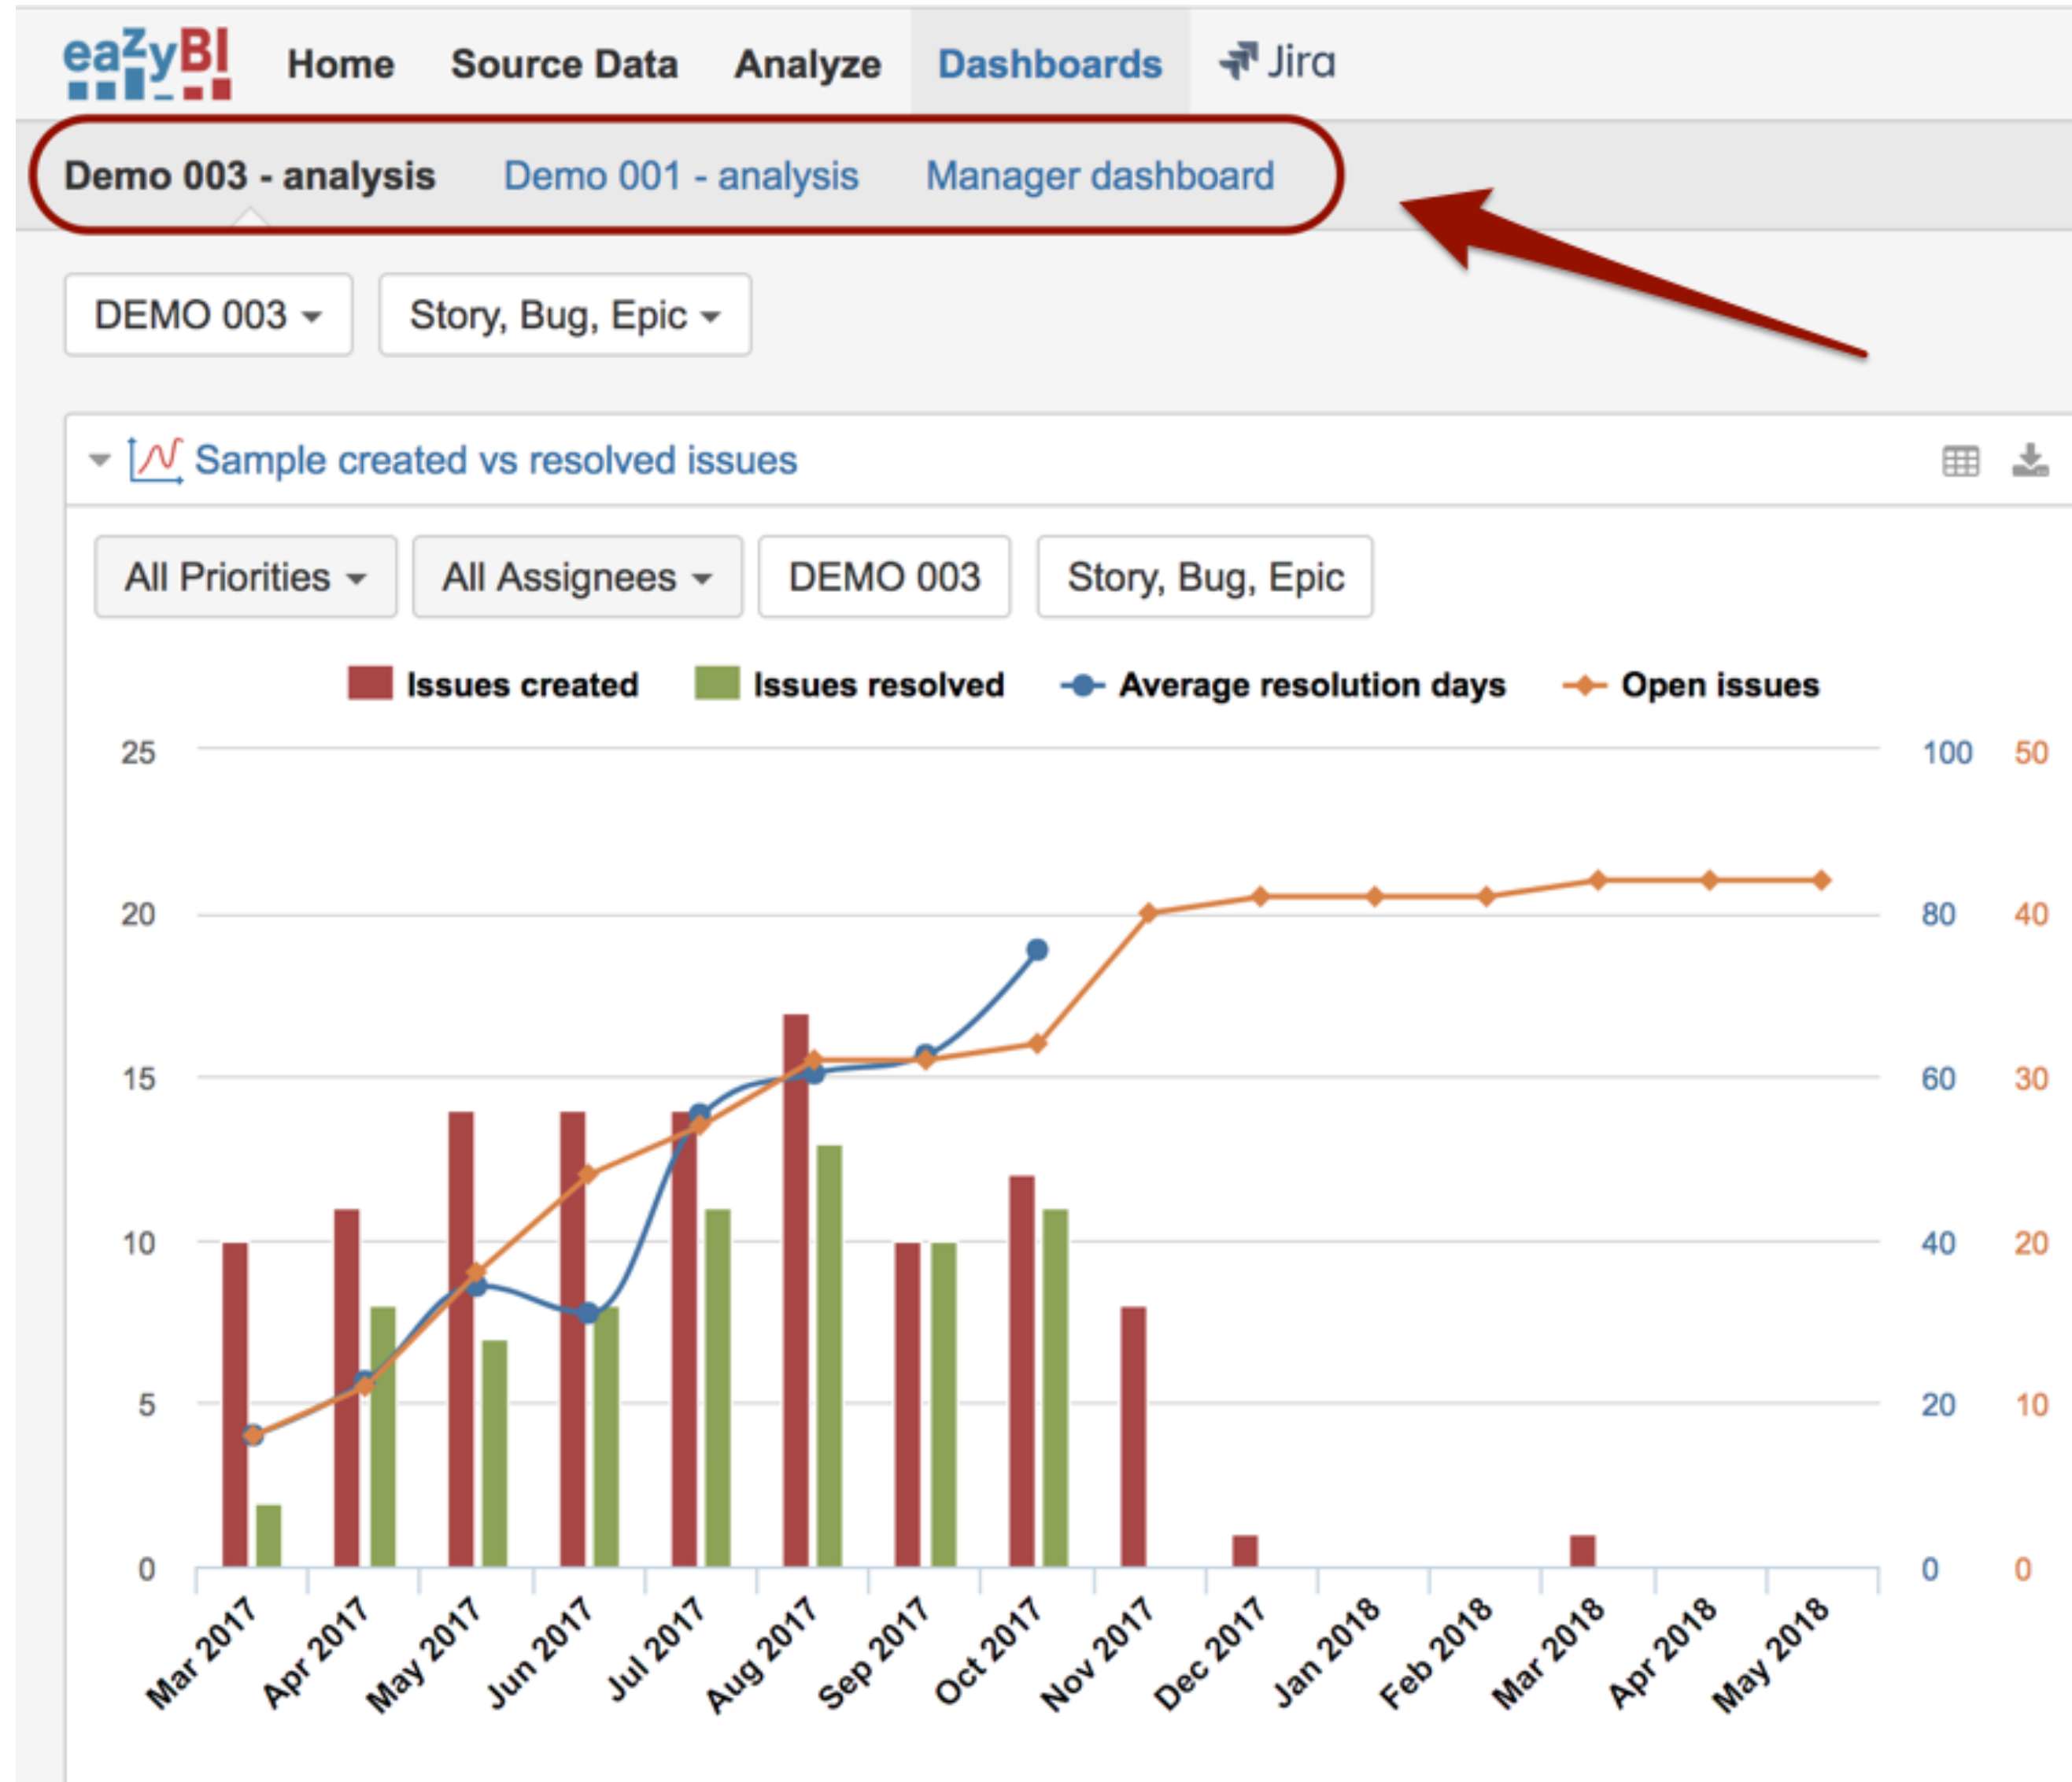 eazyBI Home Source Data Analyze Dashboards Jira
Demo 003 - analysis Demo 001 - analysis Manager dashboard
DEMO 003 Story, Bug, Epic
Sample created vs resolved issues
All Priorities All Assignees DEMO 003 Story, Bug, Epic
Issues created Issues resolved Average resolution days Open issues
25 100 50
20 80 40
15 60 30
10 40 20
5 20 10
0 0 0
Mar 2017 Apr 2017 May 2017 Jun 2017 Jul 2017 Aug 2017 Sep 2017 Oct 2017 Nov 2017 Dec 2017 Jan 2018 Feb 2018 Mar 2018 Apr 2018 May 2018